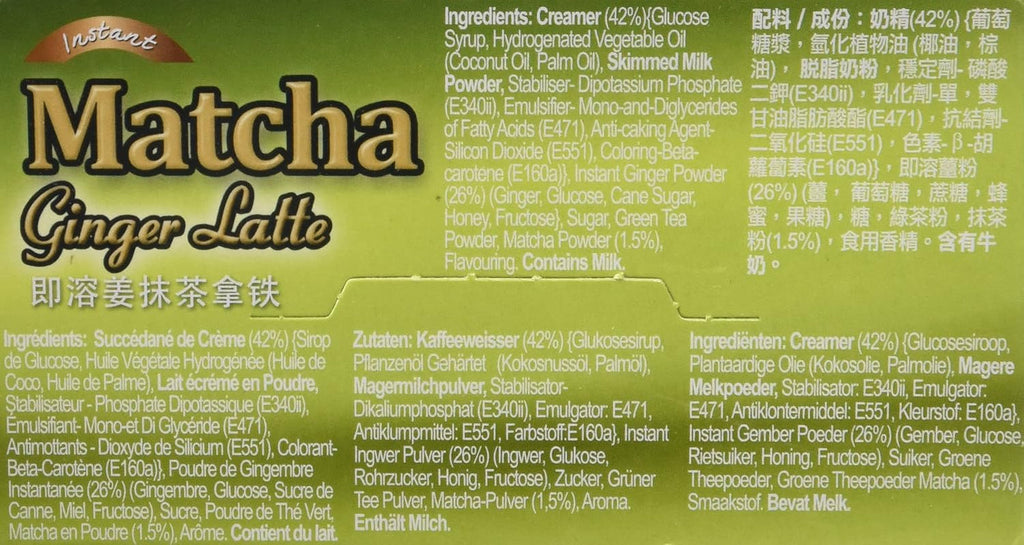 Instant
Matcha
Ginger Latte
即溶姜抹茶拿铁
Ingredients: Creamer (42%){Glucose
Syrup, Hydrogenated Vegetable Oil
(Coconut Oil, Palm Oil), Skimmed Milk
Powder, Stabiliser- Dipotassium Phosphate
(E340ii), Emulsifier- Mono-and-Diglycerides
of Fatty Acids (E471), Anti-caking Agent-
Silicon Dioxide (E551), Coloring-Beta-
carotene (E160a)}, Instant Ginger Powder
(26%) (Ginger, Glucose, Cane Sugar,
Honey, Fructose}, Sugar, Green Tea
Powder, Matcha Powder (1.5%),
Flavouring. Contains Milk.
配料 / 成份：奶精(42%) {葡萄
糖漿，氫化植物油 (椰油，棕
油)，脱脂奶粉，穩定劑- 磷酸
二鉀(E340ii)，乳化劑-單，雙
甘油脂肪酸酯(E471)，抗結劑-
二氧化硅(E551)，色素-β-胡
蘿蔔素(E160a)}，即溶薑粉
(26%) (薑， 葡萄糖，蔗糖，蜂
蜜，果糖)，糖，綠茶粉，抹茶
粉(1.5%)，食用香精。含有牛
奶。
Ingrédients: Succédané de Crème (42%) {Sirop
de Glucose, Huile Végétale Hydrogénée (Huile de
Coco, Huile de Palme), Lait écrémé en Poudre,
Stabilisateur - Phosphate Dipotassique (E340ii),
Emulsifiant- Mono-et Di Glycéride (E471),
Antimottants - Dioxyde de Silicium (E551), Colorant-
Beta-Carotène (E160a)}, Poudre de Gingembre
Instantanée (26%) (Gingembre, Glucose, Sucre de
Canne, Miel, Fructose), Sucre, Poudre de Thé Vert,
Matcha en Poudre (1.5%), Arôme. Contient du lait.
Zutaten: Kaffeeweisser (42%) {Glukosesirup,
Pflanzenöl Gehärtet (Kokosnussöl, Palmöl),
Magermilchpulver, Stabilisator-
Dikaliumphosphat (E340ii), Emulgator: E471,
Antiklumpmittel: E551, Farbstoff:E160a}, Instant
Ingwer Pulver (26%) (Ingwer, Glukose,
Rohrzucker, Honig, Fructose), Zucker, Grüner
Tee Pulver, Matcha-Pulver (1,5%), Aroma.
Enthält Milch.
Ingrediënten: Creamer (42%) {Glucosesiroop,
Plantaardige Olie (Kokosolie, Palmolie), Magere
Melkpoeder, Stabilisator: E340ii, Emulgator:
E471, Antiklontermiddel: E551, Kleurstof: E160a},
Instant Gember Poeder (26%) (Gember, Glucose,
Rietsuiker, Honing, Fructose), Suiker, Groene
Theepoeder, Groene Theepoeder Matcha (1.5%),
Smaakstof. Bevat Melk.